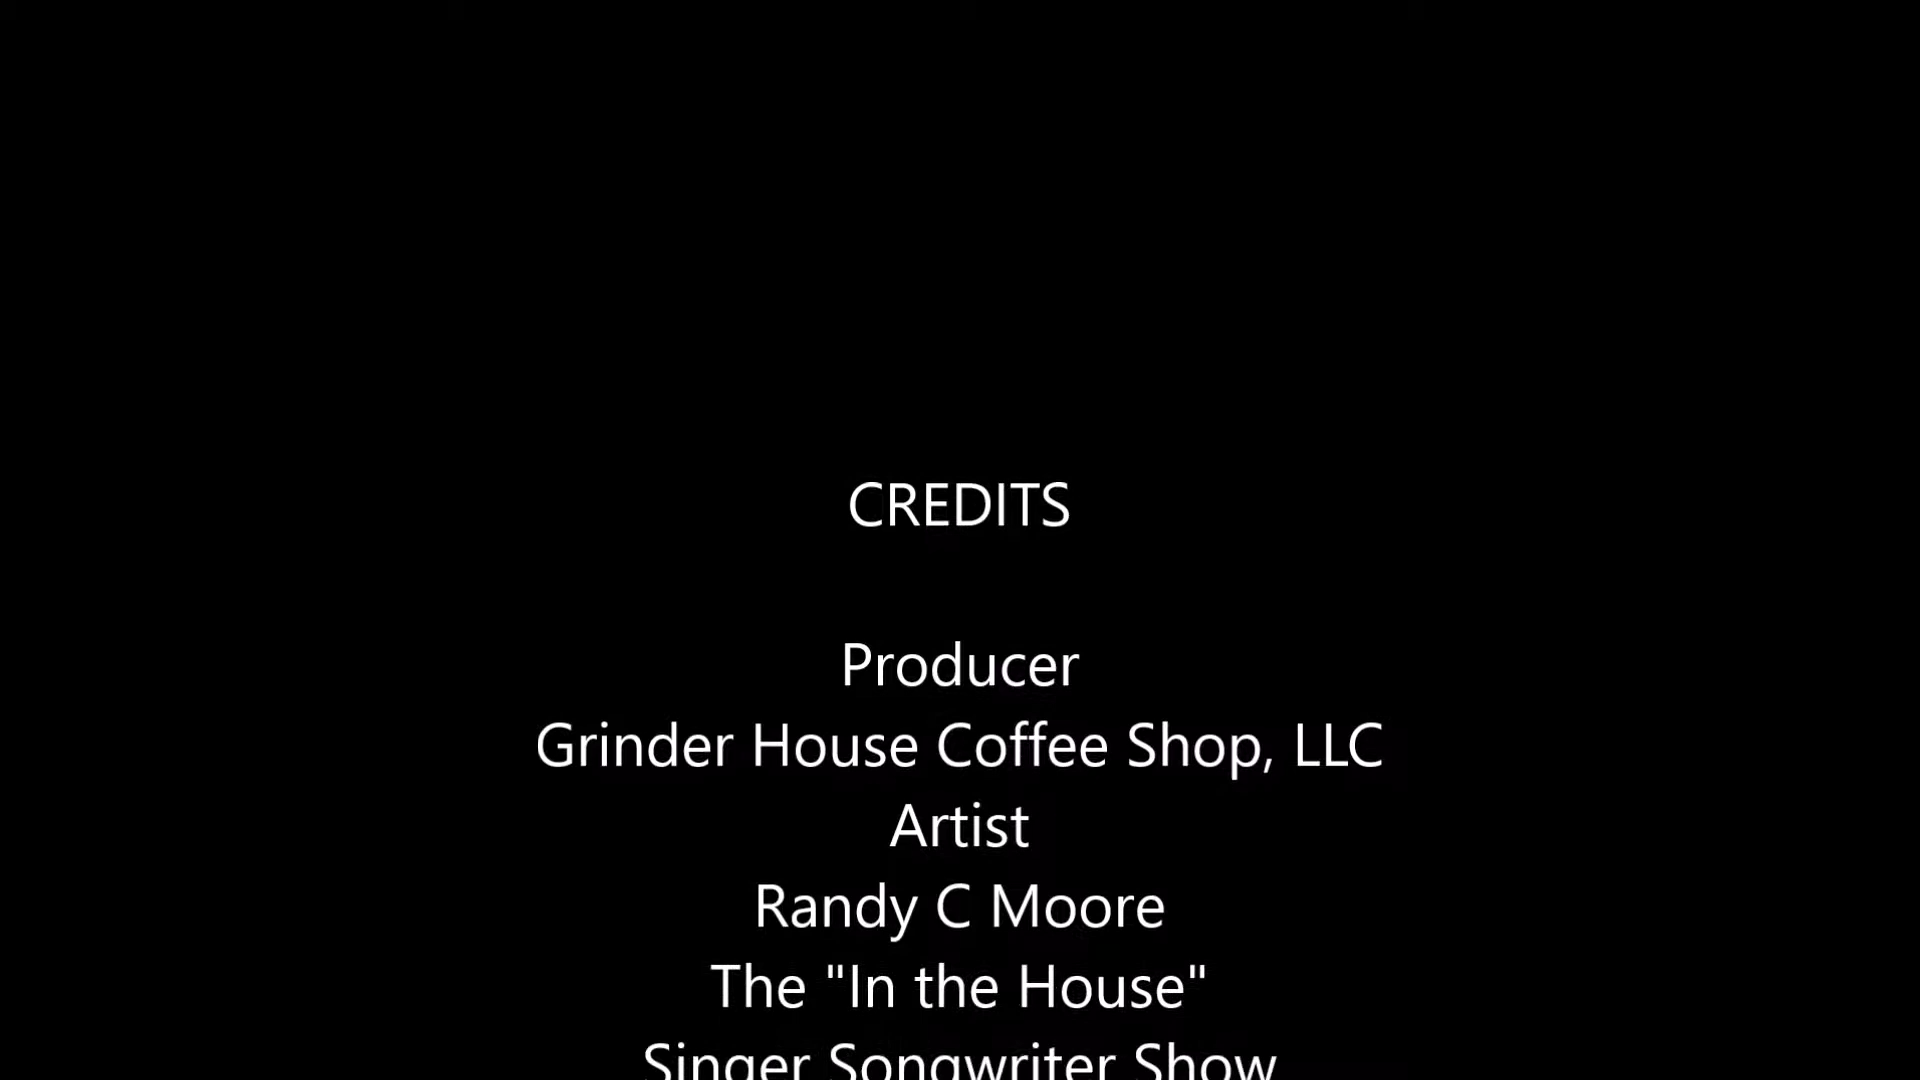 CREDITS
Producer
Grinder House Coffee Shop, LLC
Artist
Randy C Moore
The "In the House"
Singer Songwriter Show